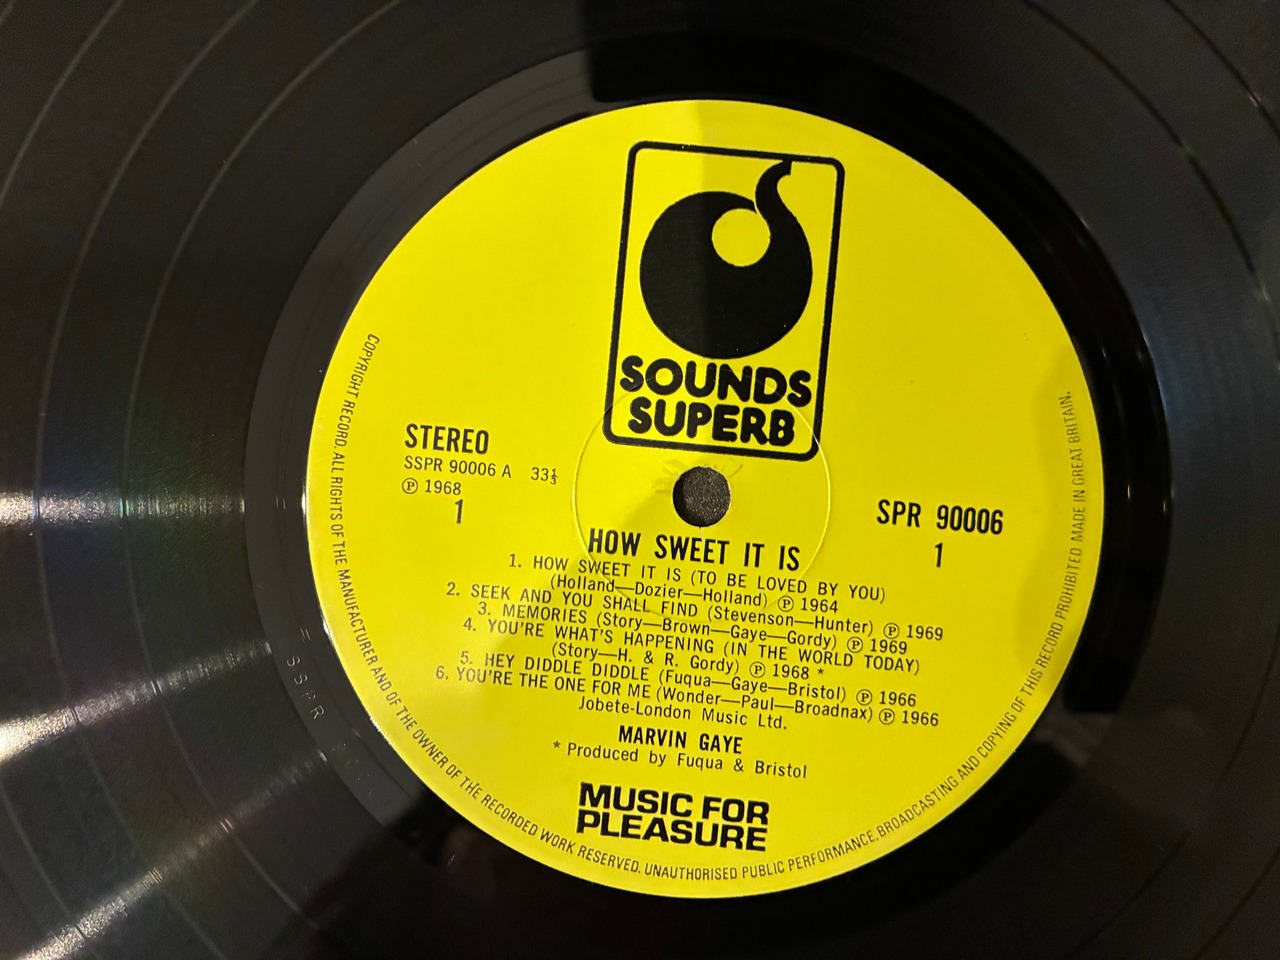 SOUNDS
SUPERB
STEREO
SSPR 90006 A 33⅓
℗ 1968
1
SPR 90006
1
HOW SWEET IT IS
1. HOW SWEET IT IS (TO BE LOVED BY YOU)
(Holland—Dozier—Holland) ℗ 1964
2. SEEK AND YOU SHALL FIND (Stevenson—Hunter) ℗ 1969
3. MEMORIES (Story—Brown—Gaye—Gordy) ℗ 1969
4. YOU'RE WHAT'S HAPPENING (IN THE WORLD TODAY)
(Story—H. & R. Gordy) ℗ 1968 *
5. HEY DIDDLE DIDDLE (Fuqua—Gaye—Bristol) ℗ 1966
6. YOU'RE THE ONE FOR ME (Wonder—Paul—Broadnax) ℗ 1966
Jobete-London Music Ltd.
MARVIN GAYE
* Produced by Fuqua & Bristol
MUSIC FOR
PLEASURE
COPYRIGHT RECORD. ALL RIGHTS OF THE MANUFACTURER AND OF THE OWNER OF THE RECORDED WORK RESERVED. UNAUTHORISED PUBLIC PERFORMANCE, BROADCASTING AND COPYING OF THIS RECORD PROHIBITED MADE IN GREAT BRITAIN.
SSPR